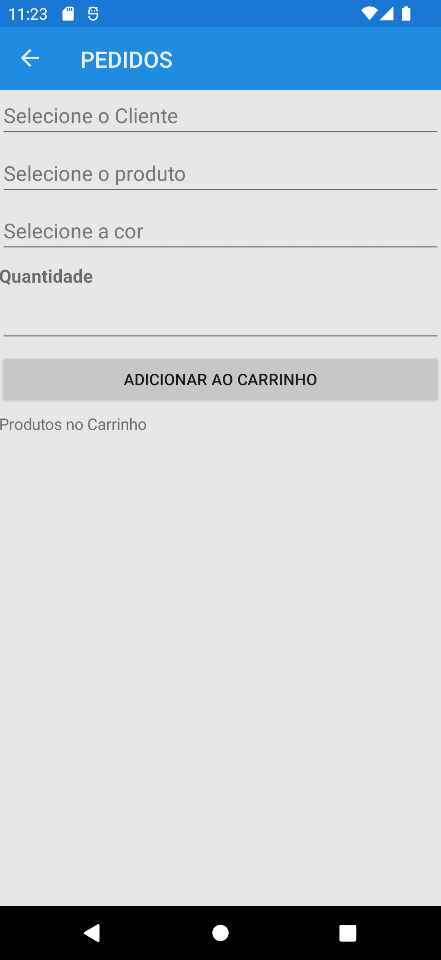 11:23
PEDIDOS
Selecione o Cliente
Selecione o produto
Selecione a cor
Quantidade
ADICIONAR AO CARRINHO
Produtos no Carrinho